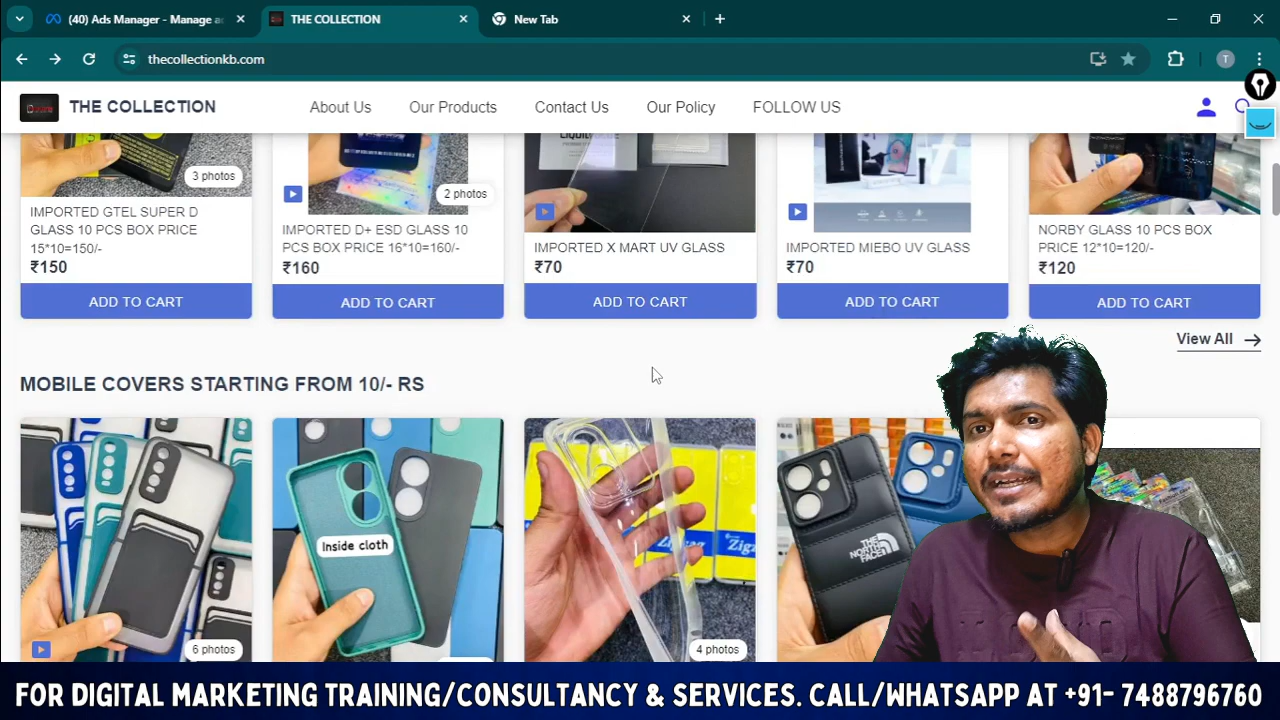 (40) Ads Manager - Manage a
THE COLLECTION
New Tab
thecollectionkb.com
T
THE COLLECTION
About Us
Our Products
Contact Us
Our Policy
FOLLOW US
3 photos
2 photos
IMPORTED GTEL SUPER D
GLASS 10 PCS BOX PRICE
15*10=150/-
₹150
ADD TO CART
IMPORTED D+ ESD GLASS 10
PCS BOX PRICE 16*10=160/-
₹160
ADD TO CART
IMPORTED X MART UV GLASS
₹70
ADD TO CART
IMPORTED MIEBO UV GLASS
₹70
ADD TO CART
NORBY GLASS 10 PCS BOX
PRICE 12*10=120/-
₹120
ADD TO CART
View All
MOBILE COVERS STARTING FROM 10/- RS
6 photos
Inside cloth
4 photos
THE
NORTH
FACE
FOR DIGITAL MARKETING TRAINING/CONSULTANCY & SERVICES. CALL/WHATSAPP AT +91- 7488796760